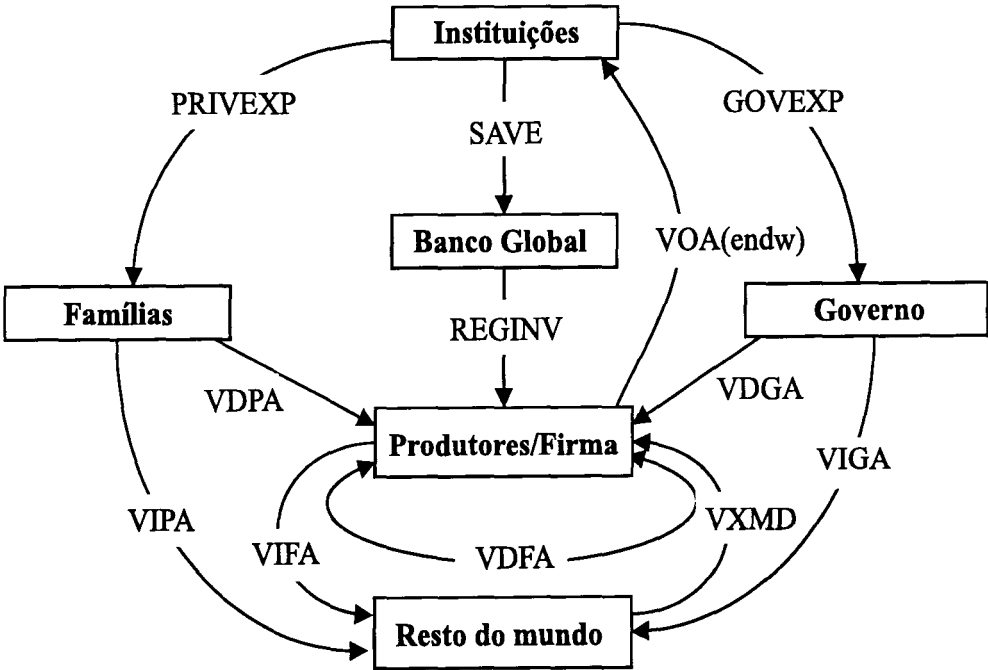 Instituições
PRIVEXP
GOVEXP
SAVE
Banco Global
VOA(endw)
Famílias
REGINV
Governo
VDPA
VDGA
Produtores/Firma
VIGA
VIPA
VIFA
VDFA
VXMD
Resto do mundo